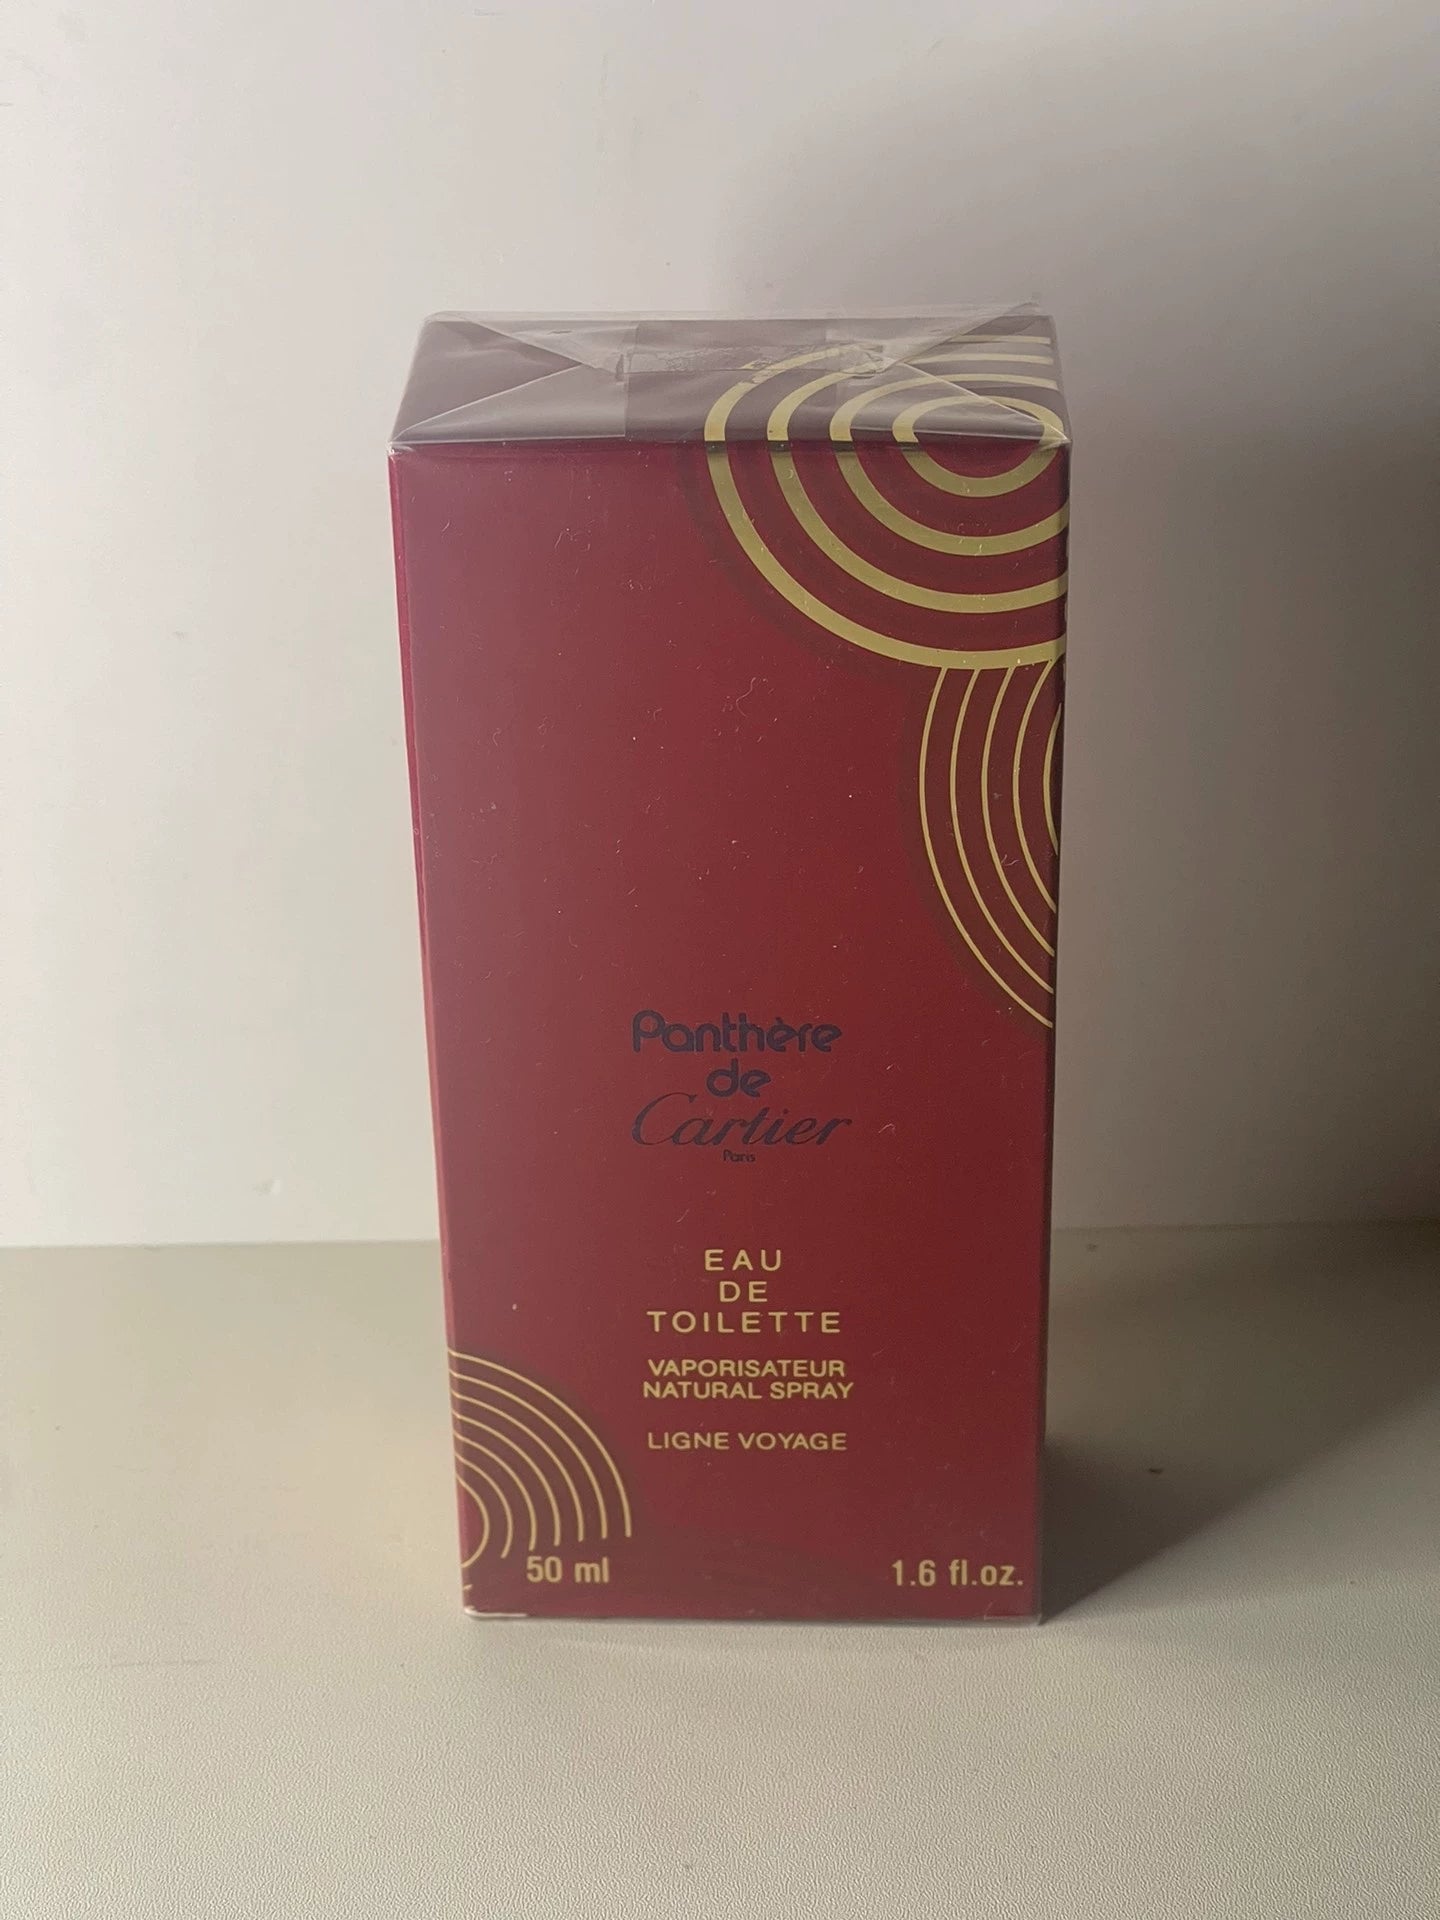 Panthère
de
Cartier
Paris
EAU
DE
TOILETTE
VAPORISATEUR
NATURAL SPRAY
LIGNE VOYAGE
50 ml 1.6 fl.oz.